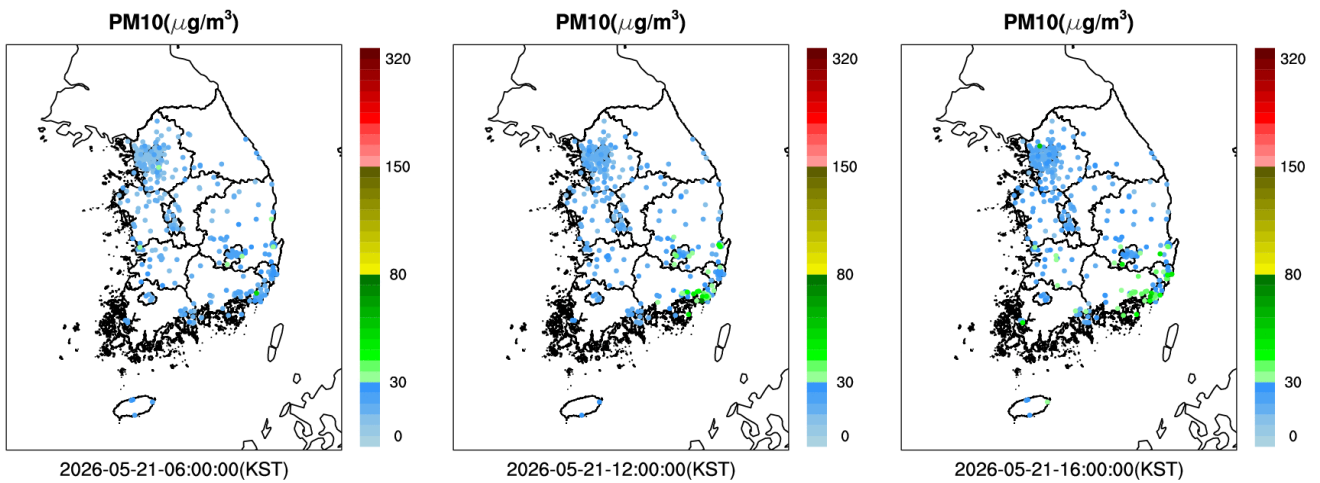 PM10(μg/m³) PM10(μg/m³) PM10(μg/m³)
320 320 320
150 150 150
80 80 80
30 30 30
0 0 0
2026-05-21-06:00:00(KST) 2026-05-21-12:00:00(KST) 2026-05-21-16:00:00(KST)